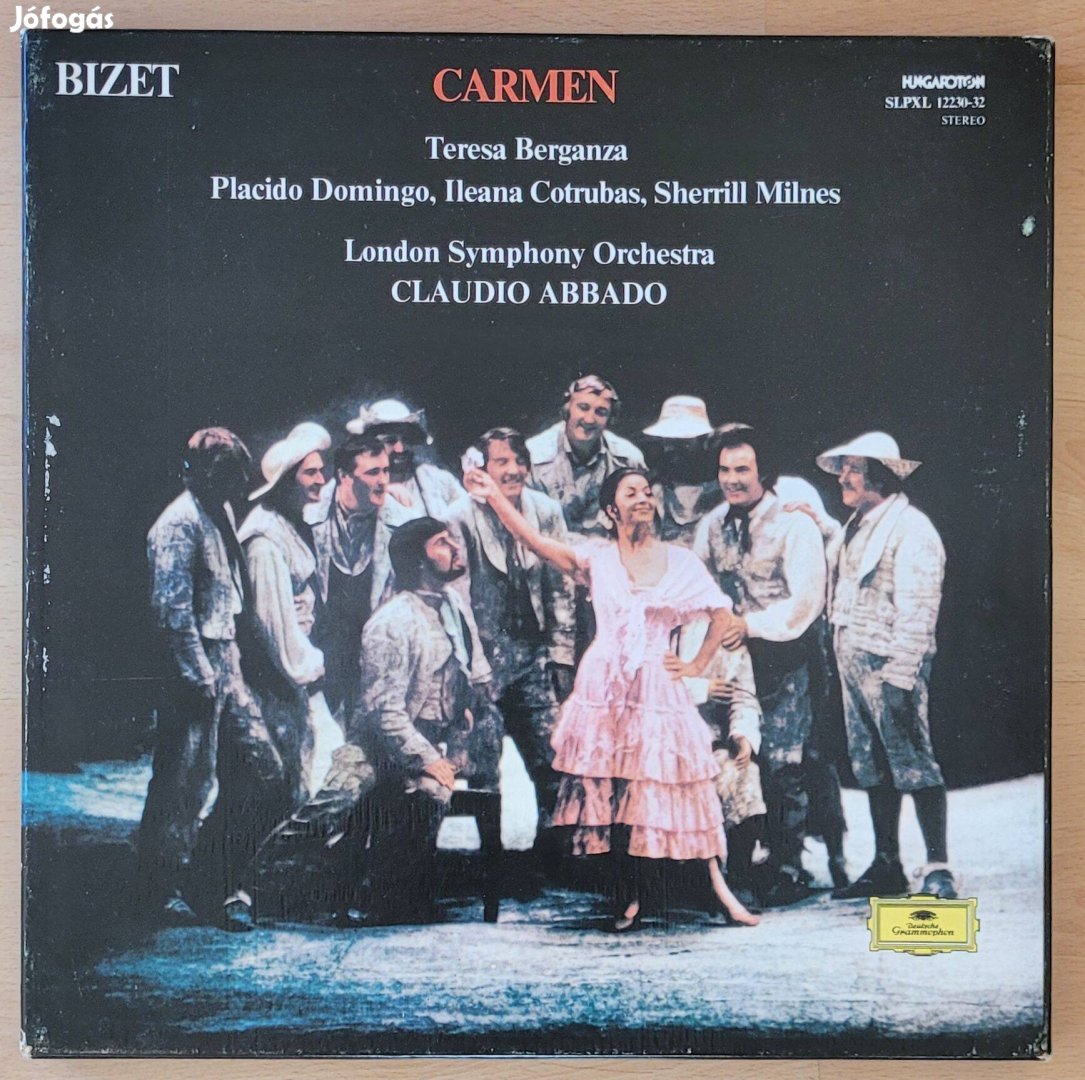 Jófogás
BIZET
CARMEN
HUNGAROTON
SLPXL 12230-32
STEREO
Teresa Berganza
Placido Domingo, Ileana Cotrubas, Sherrill Milnes
London Symphony Orchestra
CLAUDIO ABBADO
Deutsche
Grammophon